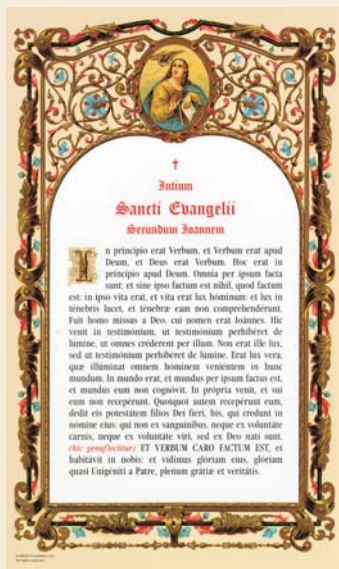 †
Intium
Sancti Evangelii
Secundum Ioannem
In principio erat Verbum, et Verbum erat apud
Deum, et Deus erat Verbum. Hoc erat in
principio apud Deum. Omnia per ipsum facta
sunt: et sine ipso factum est nihil, quod factum
est: in ipso vita erat, et vita erat lux hóminum: et lux in
ténebris lucet, et ténebræ eam non comprehendérunt.
Fuit homo missus a Deo, cui nomen erat Ioánnes. Hic
venit in testimónium, ut testimónium perhibéret de
lúmine, ut omnes créderent per illum. Non erat ille lux,
sed ut testimónium perhibéret de lúmine. Erat lux vera,
quæ illúminat omnem hóminem veniéntem in hunc
mundum. In mundo erat, et mundus per ipsum factus est,
et mundus eum non cognóvit. In própria venit, et sui
eum non recepérunt. Quotquot autem recepérunt eum,
dedit eis potestátem fílios Dei fíeri, his, qui credunt in
nómine eius: qui non ex sanguínibus, neque ex voluntáte
carnis, neque ex voluntáte viri, sed ex Deo nati sunt.
(hic genuflectitur) ET VERBUM CARO FACTUM EST, et
habitávit in nobis: et vídimus glóriam eius, glóriam
quasi Unigéniti a Patre, plenum grátiæ et veritátis.
All rights reserved.